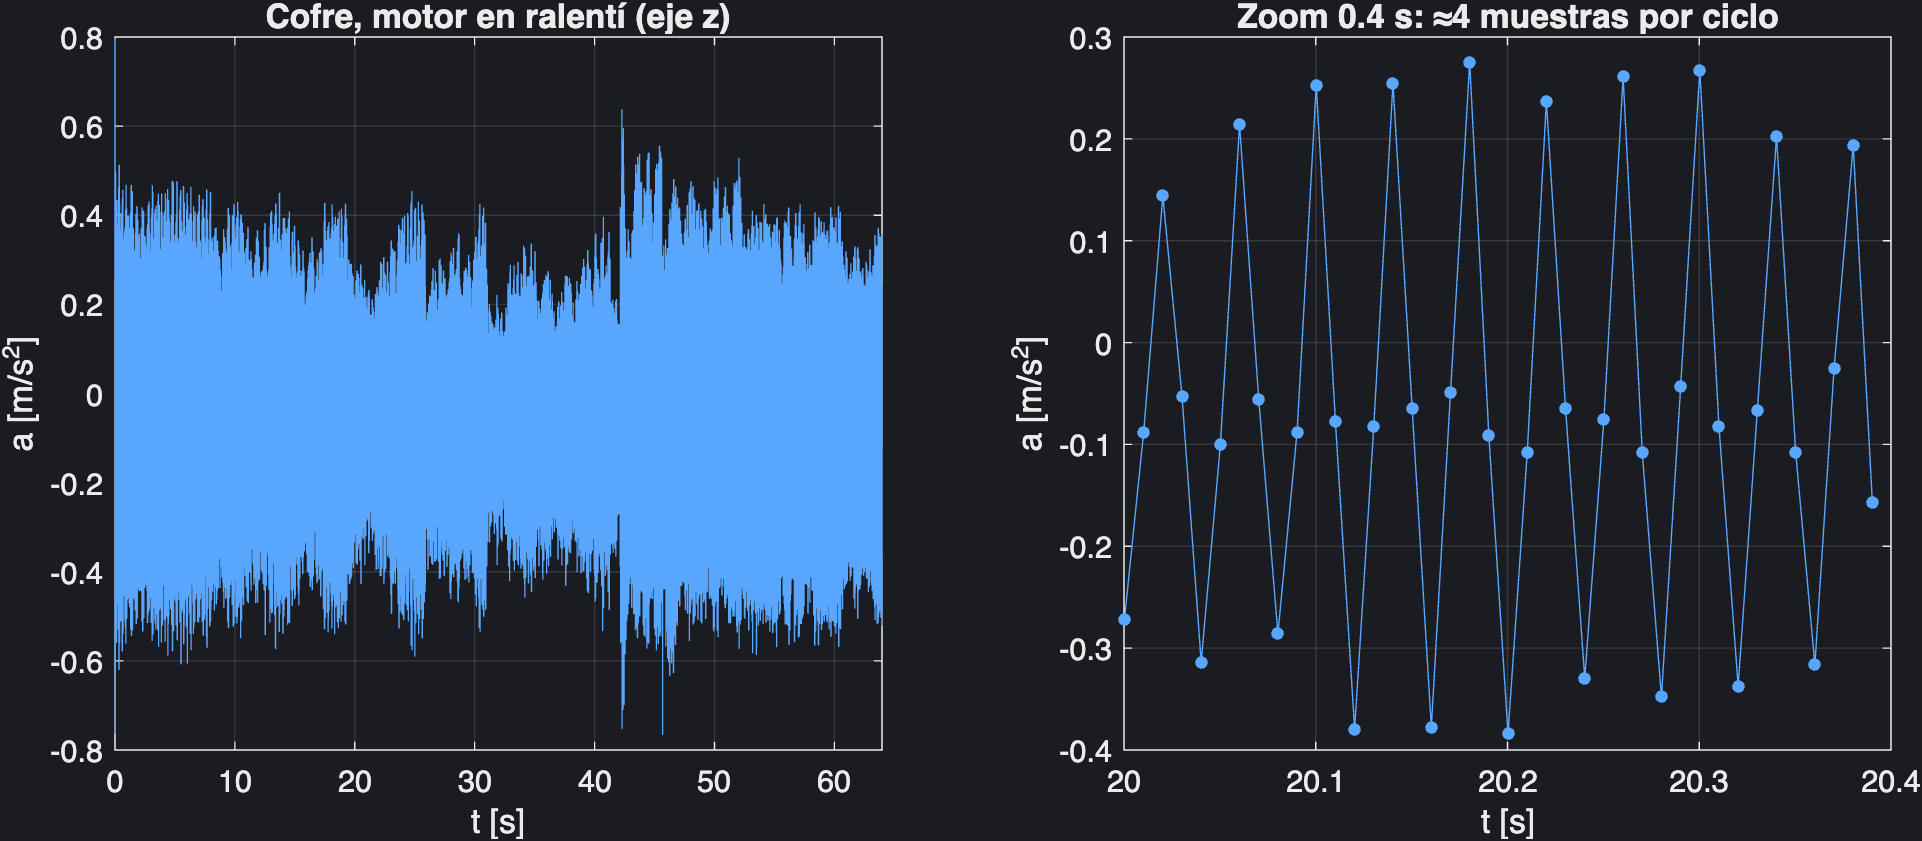 Cofre, motor en ralentí (eje z)
0.8
0.6
0.4
0.2
0
-0.2
-0.4
-0.6
-0.8
a [m/s²]
0 10 20 30 40 50 60
t [s]
Zoom 0.4 s: ≈4 muestras por ciclo
0.3
0.2
0.1
0
-0.1
-0.2
-0.3
-0.4
a [m/s²]
20 20.1 20.2 20.3 20.4
t [s]